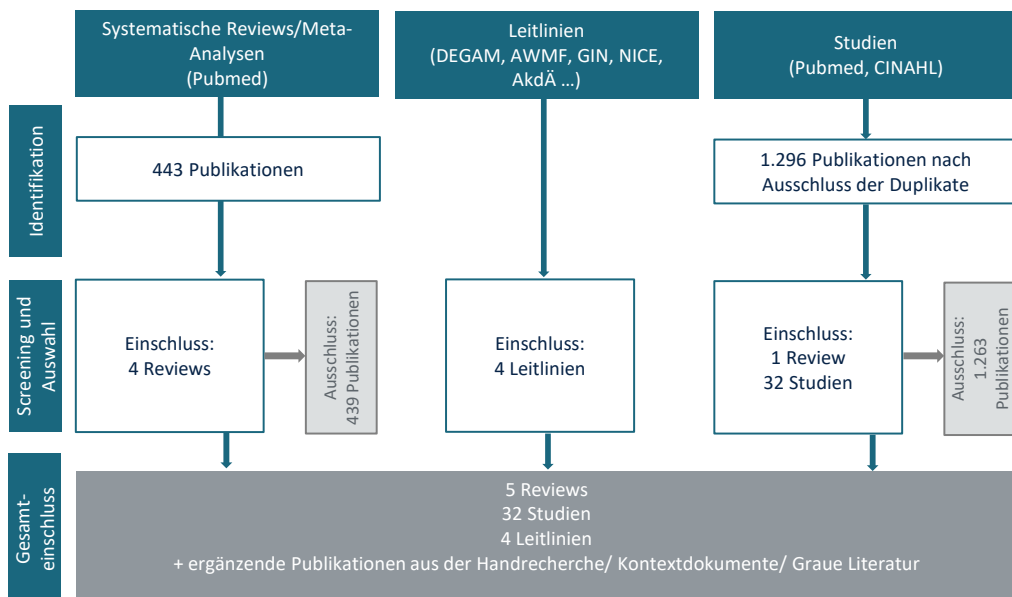 Systematische Reviews/Meta-
Analysen
(Pubmed)
Leitlinien
(DEGAM, AWMF, GIN, NICE,
AkdÄ ...)
Studien
(Pubmed, CINAHL)
Identifikation
443 Publikationen
1.296 Publikationen nach
Ausschluss der Duplikate
Screening und
Auswahl
Einschluss:
4 Reviews
Ausschluss:
439 Publikationen
Einschluss:
4 Leitlinien
Einschluss:
1 Review
32 Studien
Ausschluss:
1.263
Publikationen
Gesamt-
einschluss
5 Reviews
32 Studien
4 Leitlinien
+ ergänzende Publikationen aus der Handrecherche/ Kontextdokumente/ Graue Literatur